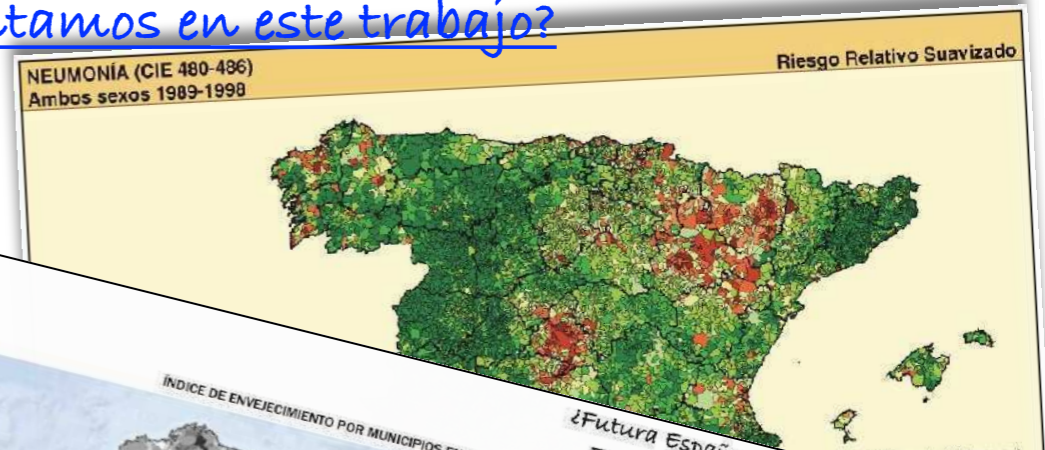 tamos en este trabajo?
NEUMONÍA (CIE 480-486)
Ambos sexos 1989-1998
Riesgo Relativo Suavizado
ÍNDICE DE ENVEJECIMIENTO POR MUNICIPIOS
¿Futura